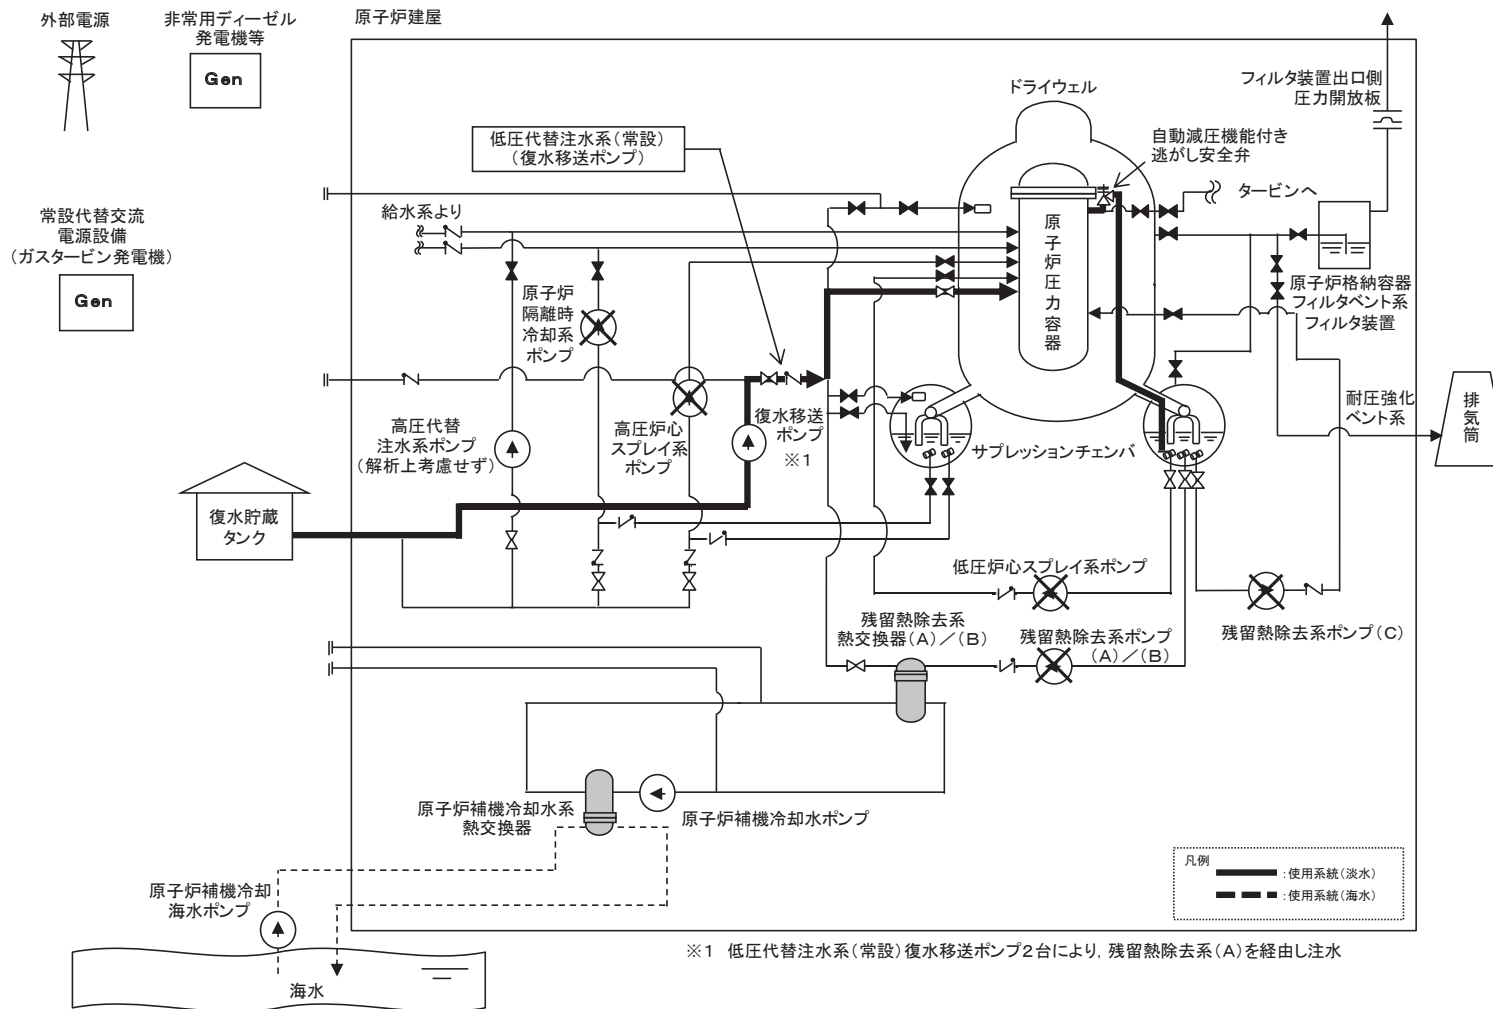 外部電源
非常用ディーゼル
発電機等
Gen
原子炉建屋
常設代替交流
電源設備
(ガスタービン発電機)
Gen
低圧代替注水系(常設)
(復水移送ポンプ)
ドライウェル
自動減圧機能付き
逃がし安全弁
フィルタ装置出口側
圧力開放板
タービンへ
給水系より
原子炉圧力容器
原子炉
隔離時
冷却系
ポンプ
原子炉格納容器
フィルタベント系
フィルタ装置
耐圧強化
ベント系
排気筒
高圧代替
注水系ポンプ
(解析上考慮せず)
高圧炉心
スプレイ系
ポンプ
復水移送
ポンプ
※1
サプレッションチェンバ
復水貯蔵
タンク
低圧炉心スプレイ系ポンプ
残留熱除去系
熱交換器(A)/(B)
残留熱除去系ポンプ
(A)/(B)
残留熱除去系ポンプ(C)
原子炉補機冷却水系
熱交換器
原子炉補機冷却水ポンプ
原子炉補機冷却
海水ポンプ
海水
凡例
:使用系統(淡水)
:使用系統(海水)
※1 低圧代替注水系(常設)復水移送ポンプ2台により, 残留熱除去系(A)を経由し注水